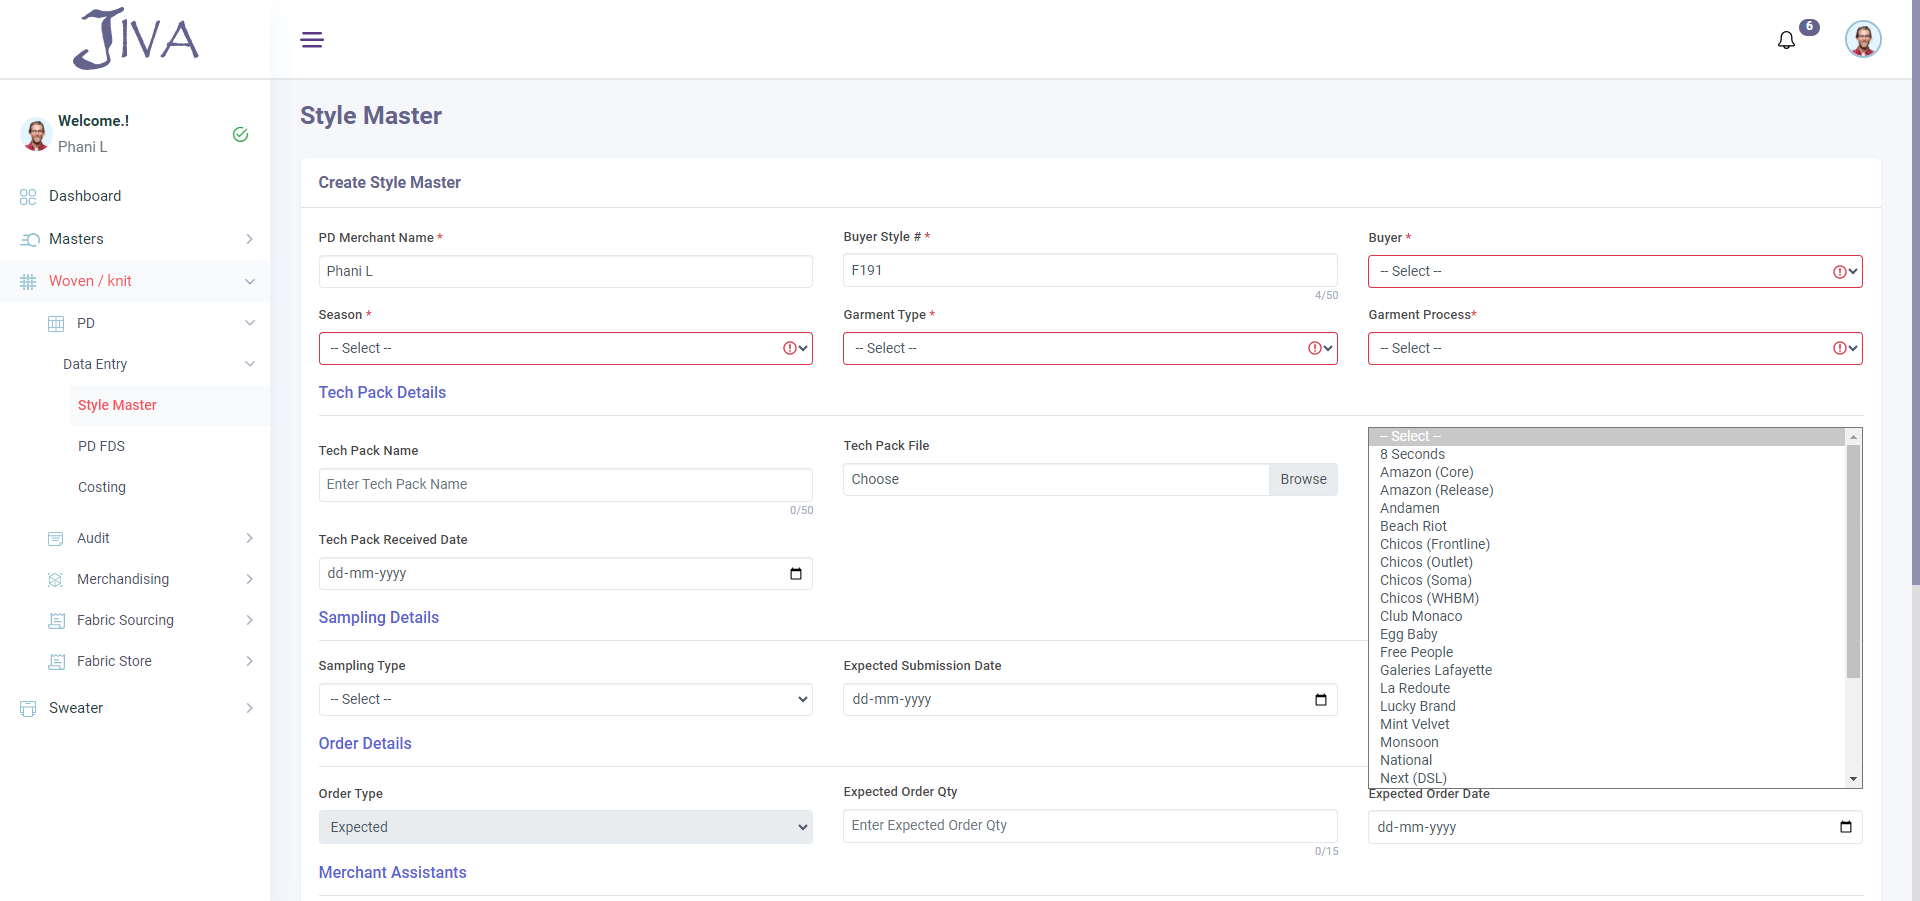 JIVA
6
Welcome.!
Phani L
Dashboard
Masters
Woven / knit
PD
Data Entry
Style Master
PD FDS
Costing
Audit
Merchandising
Fabric Sourcing
Fabric Store
Sweater
Style Master
Create Style Master
PD Merchant Name *
Buyer Style # *
Buyer *
Phani L
F191
-- Select --
4/50
Season *
Garment Type *
Garment Process*
-- Select --
-- Select --
-- Select --
Tech Pack Details
Tech Pack Name
Tech Pack File
Enter Tech Pack Name
Choose
Browse
0/50
Tech Pack Received Date
dd-mm-yyyy
-- Select --
8 Seconds
Amazon (Core)
Amazon (Release)
Andamen
Beach Riot
Chicos (Frontline)
Chicos (Outlet)
Chicos (Soma)
Chicos (WHBM)
Club Monaco
Egg Baby
Free People
Galeries Lafayette
La Redoute
Lucky Brand
Mint Velvet
Monsoon
National
Next (DSL)
Sampling Details
Sampling Type
Expected Submission Date
-- Select --
dd-mm-yyyy
Order Details
Order Type
Expected Order Qty
Expected Order Date
Expected
Enter Expected Order Qty
dd-mm-yyyy
0/15
Merchant Assistants